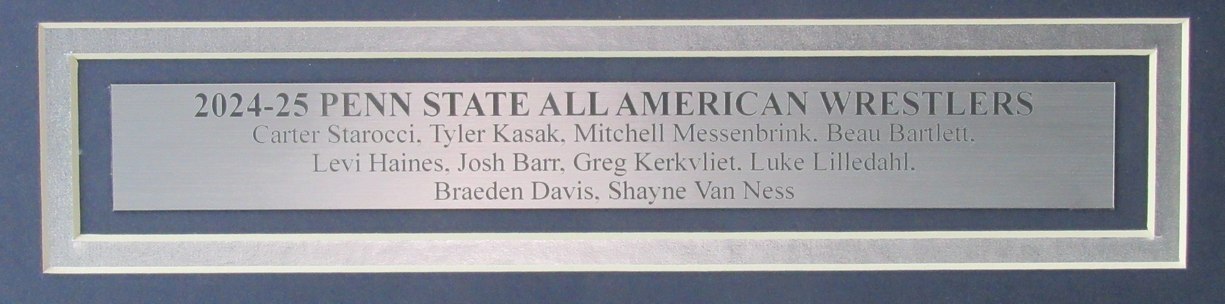 2024-25 PENN STATE ALL AMERICAN WRESTLERS
Carter Starocci, Tyler Kasak, Mitchell Messenbrink, Beau Bartlett,
Levi Haines, Josh Barr, Greg Kerkvliet, Luke Lilledahl,
Braeden Davis, Shayne Van Ness